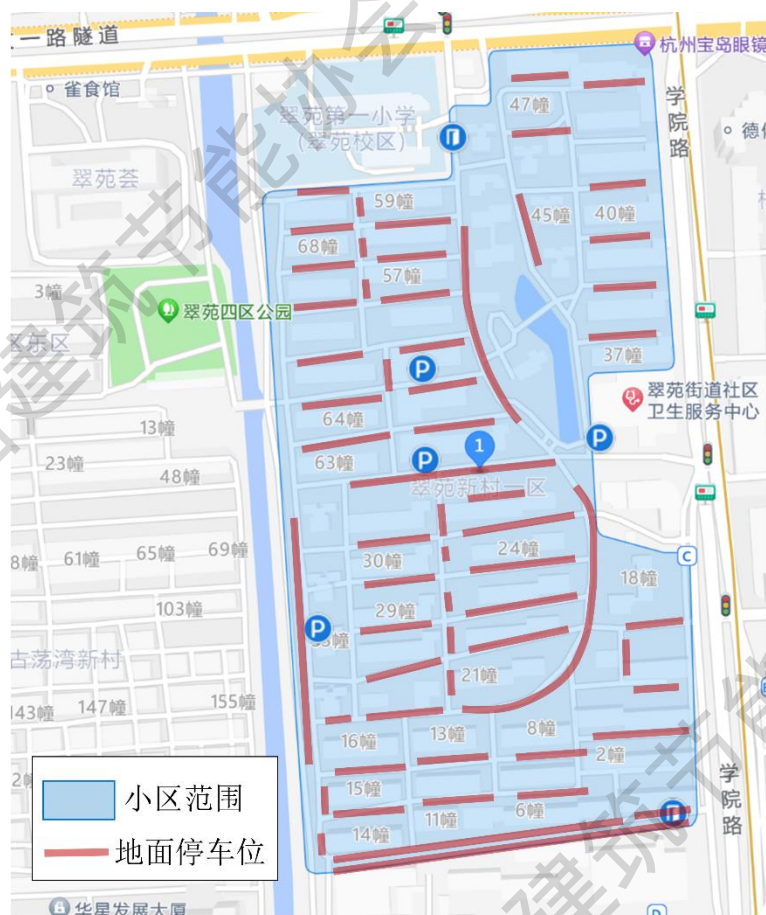 一路隧道
杭州宝岛眼镜
雀食馆
学院路
47幢
翠苑第一小学
(翠苑校区)
翠苑荟
59幢
45幢
40幢
68幢
57幢
3幢
翠苑四区公园
区东区
37幢
翠苑街道社区
卫生服务中心
64幢
13幢
63幢
1
23幢
48幢
翠苑新村一区
P
P
P
P
C
24幢
30幢
8幢
61幢
65幢
69幢
18幢
103幢
29幢
古荡湾新村
21幢
143幢
147幢
155幢
16幢
13幢
8幢
2幢
15幢
6幢
11幢
14幢
学院路
小区范围
地面停车位
华星发展大厦
D
建筑节能协会